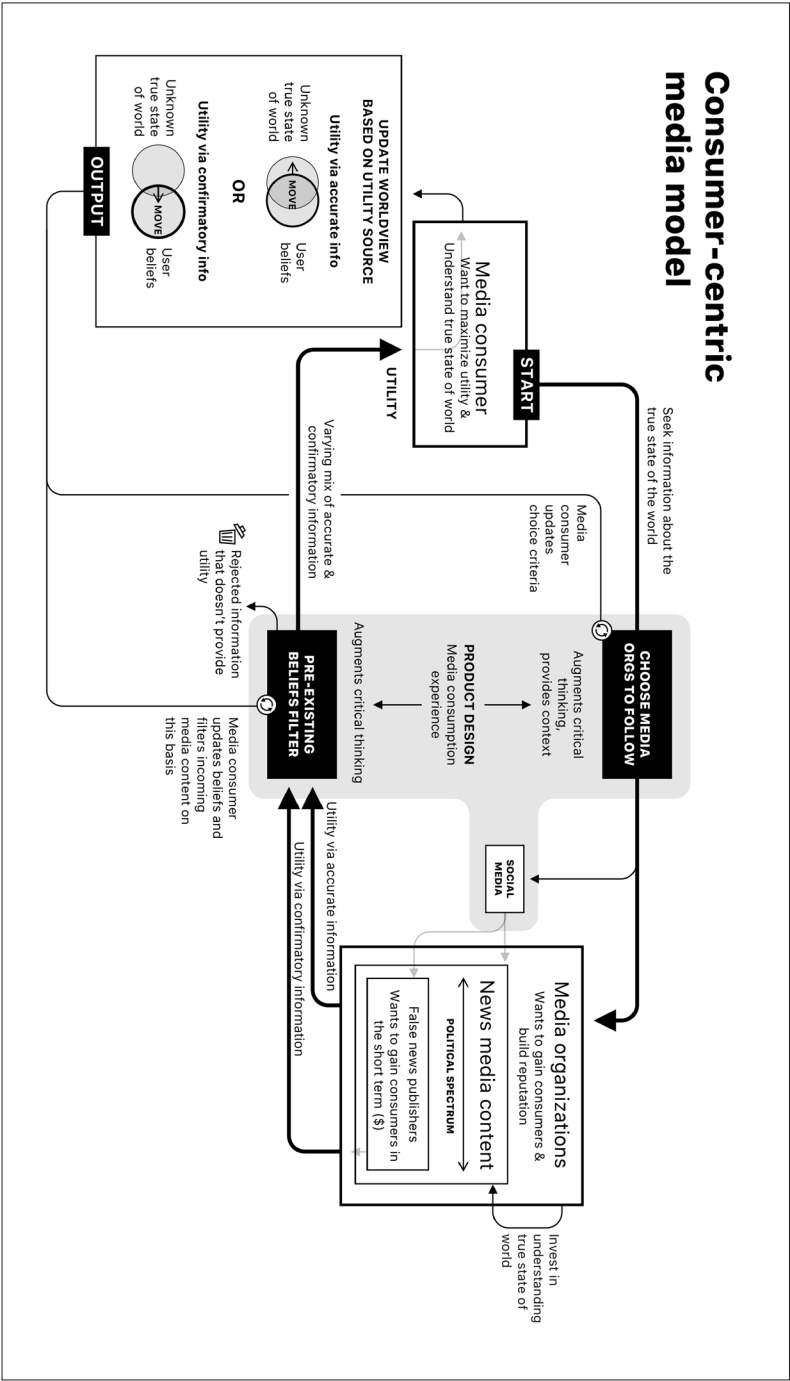 Consumer-centric
media model
START
Media consumer
Want to maximize utility &
Understand true state of world
Seek information about the
true state of the world
CHOOSE MEDIA
ORGS TO FOLLOW
Media
consumer
updates
choice criteria
Augments critical
thinking,
provides context
PRODUCT DESIGN
Media consumption
experience
Augments critical thinking
SOCIAL
MEDIA
Media organizations
Wants to gain consumers &
build reputation
News media content
POLITICAL SPECTRUM
False news publishers
Wants to gain consumers in
the short term ($)
Invest in
understanding
true state of
world
Utility via accurate information
Utility via confirmatory information
PRE-EXISTING
BELIEFS FILTER
Media consumer
updates beliefs and
filters incoming
media content on
this basis
Rejected information
that doesn't provide
utility
Varying mix of accurate &
confirmatory information
UTILITY
UPDATE WORLDVIEW
BASED ON UTILITY SOURCE
Utility via accurate info
Unknown
true state
of world
MOVE
User
beliefs
OR
Utility via confirmatory info
Unknown
true state
of world
MOVE
User
beliefs
OUTPUT